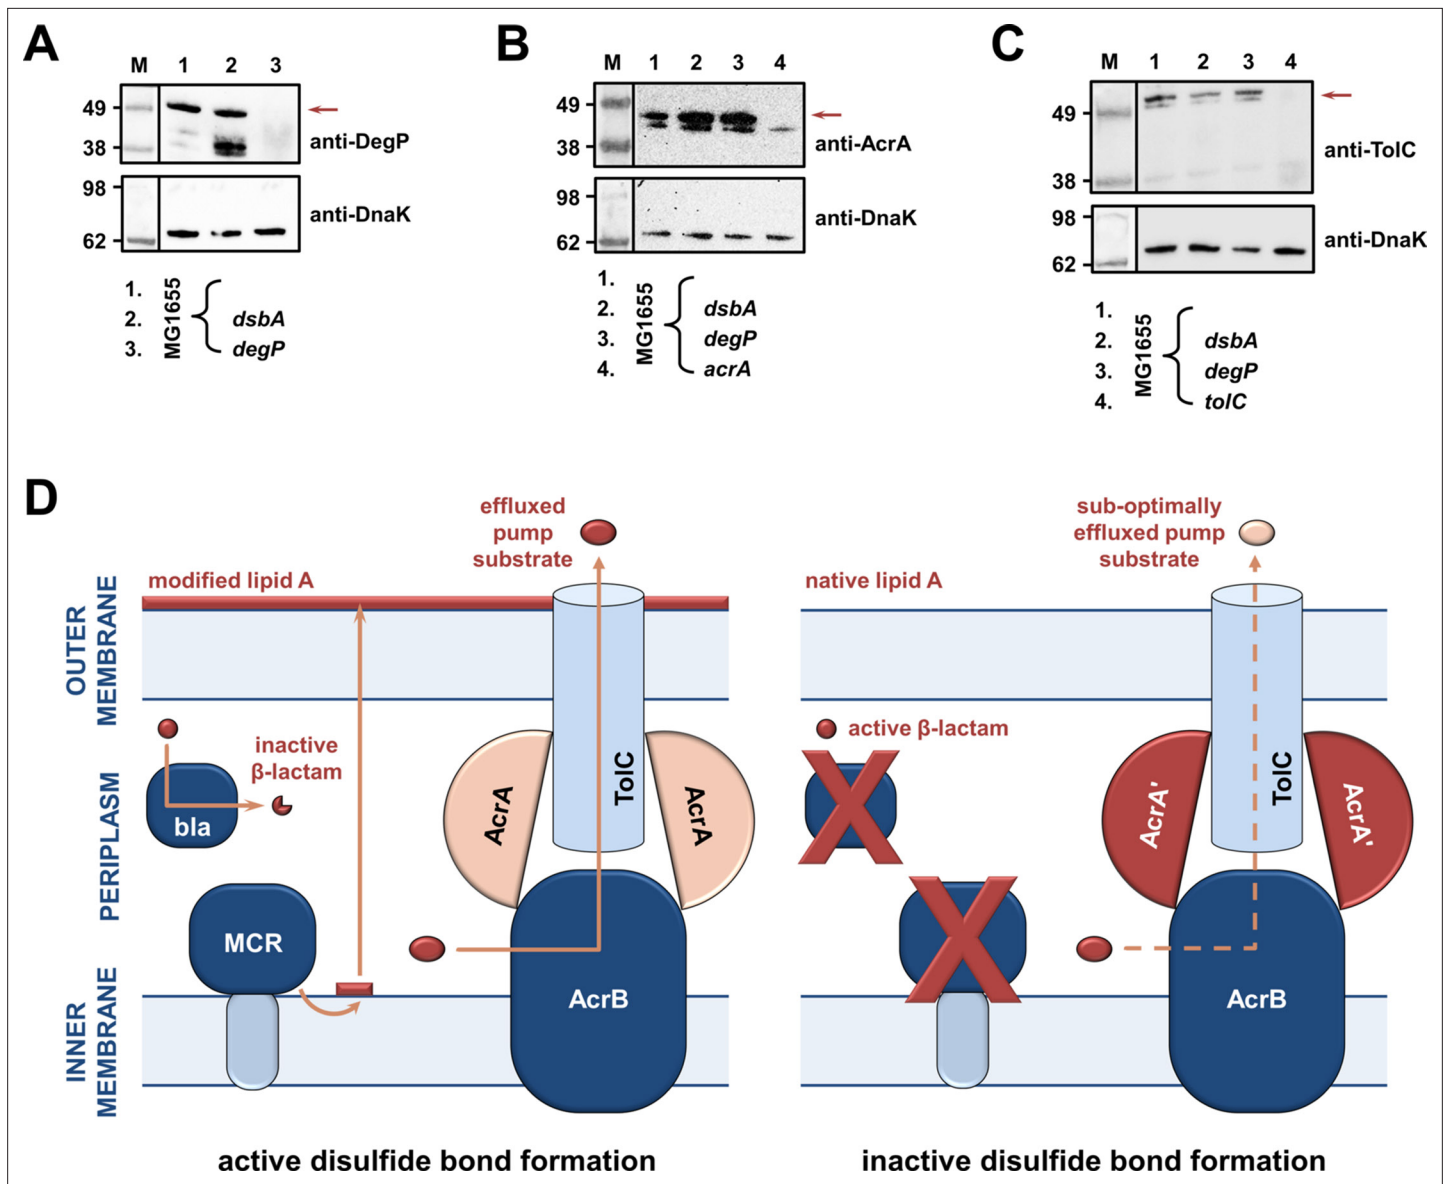 A
M 1 2 3
49
38
anti-DegP
98
62
anti-DnaK
1.
2.
3.
MG1655
dsbA
degP
B
M 1 2 3 4
49
38
anti-AcrA
98
62
anti-DnaK
1.
2.
3.
4.
MG1655
dsbA
degP
acrA
C
M 1 2 3 4
49
38
anti-TolC
98
62
anti-DnaK
1.
2.
3.
4.
MG1655
dsbA
degP
tolC
D
OUTER
MEMBRANE
PERIPLASM
INNER
MEMBRANE
modified lipid A
effluxed
pump
substrate
inactive
β-lactam
bla
MCR
AcrA
TolC
AcrA
AcrB
active disulfide bond formation
native lipid A
sub-optimally
effluxed pump
substrate
active β-lactam
AcrA'
TolC
AcrA'
AcrB
inactive disulfide bond formation